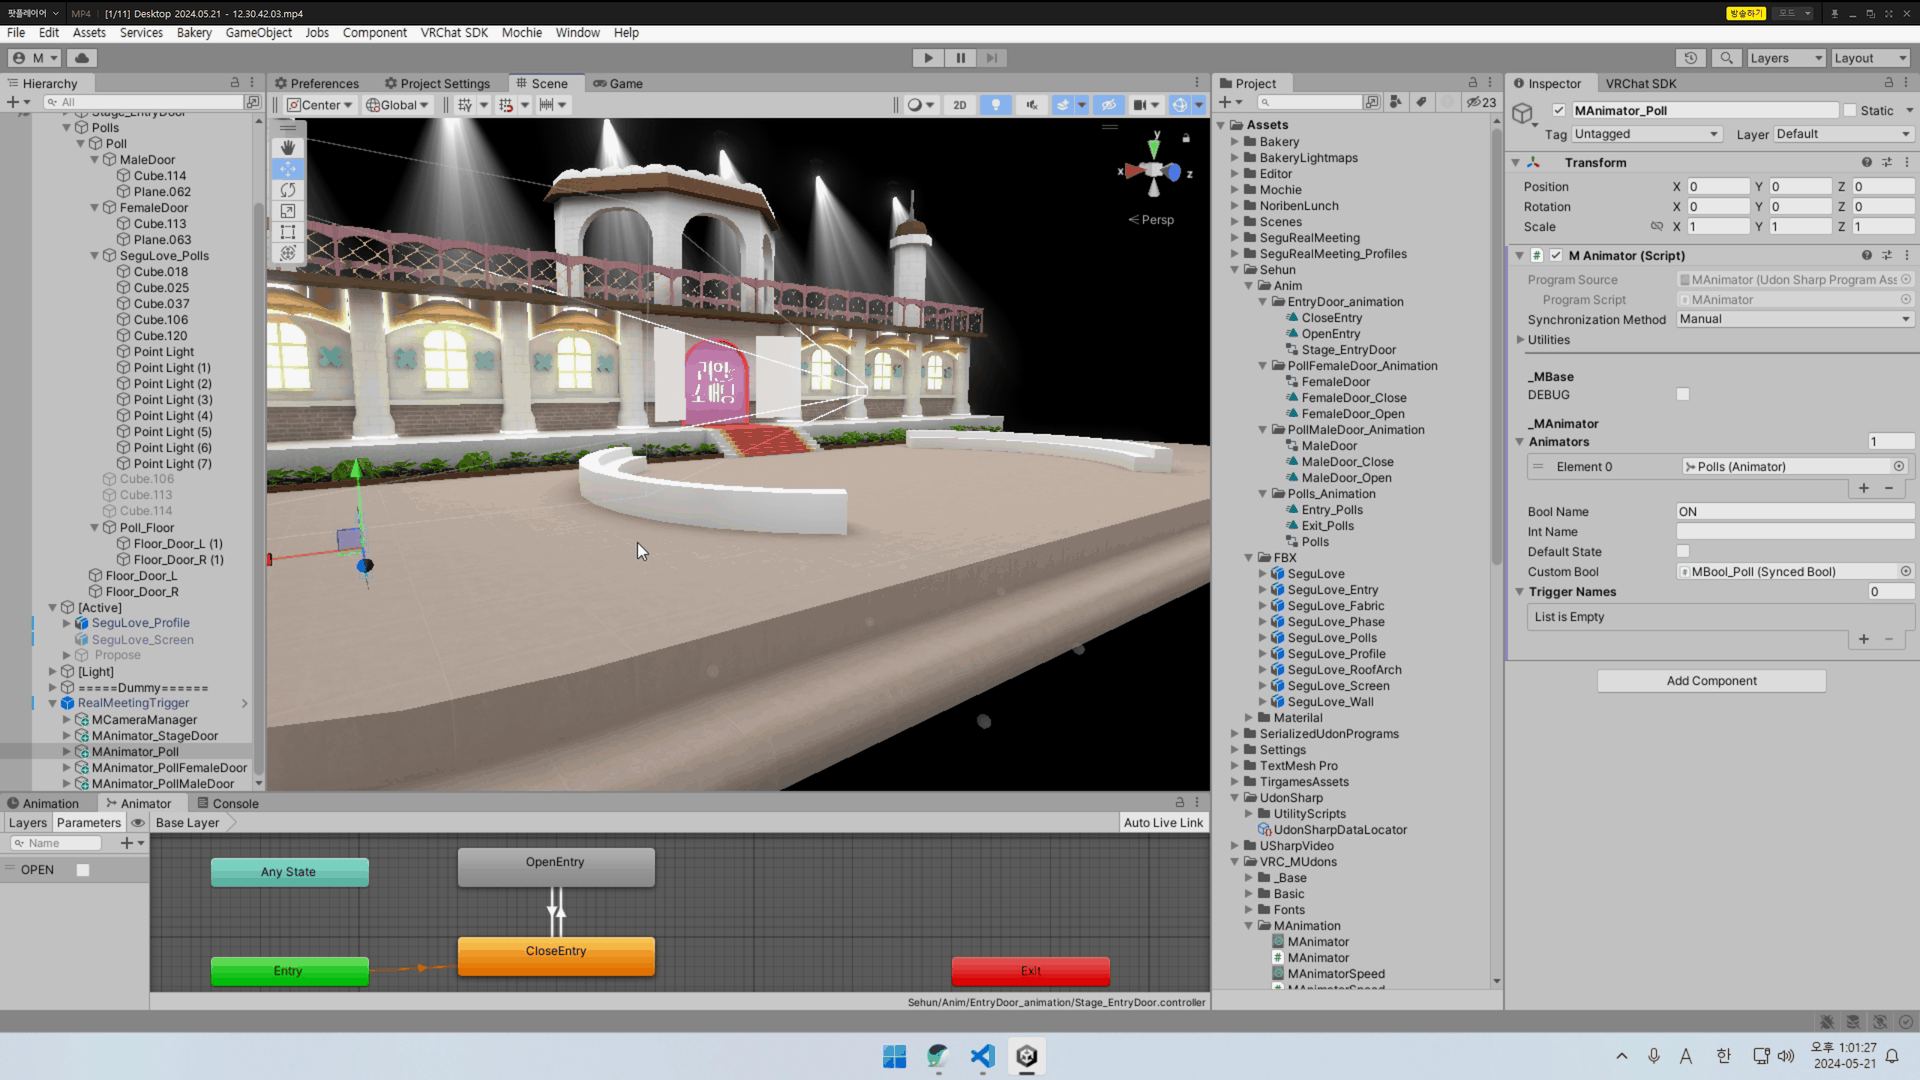 팟플레이어
MP4
[1/11] Desktop 2024.05.21 - 12.30.42.03.mp4
방송하기
모드
File Edit Assets Services Bakery GameObject Jobs Component VRChat SDK Mochie Window Help
M
Layers
Layout
Hierarchy
All
Stage_EntryDoor
Polls
Poll
MaleDoor
Cube.114
Plane.062
FemaleDoor
Cube.113
Plane.063
SeguLove_Polls
Cube.018
Cube.025
Cube.037
Cube.106
Cube.120
Point Light
Point Light (1)
Point Light (2)
Point Light (3)
Point Light (4)
Point Light (5)
Point Light (6)
Point Light (7)
Cube.106
Cube.113
Cube.114
Poll_Floor
Floor_Door_L (1)
Floor_Door_R (1)
Floor_Door_L
Floor_Door_R
[Active]
SeguLove_Profile
SeguLove_Screen
Propose
[Light]
=====Dummy======
RealMeetingTrigger
MCameraManager
MAnimator_StageDoor
MAnimator_Poll
MAnimator_PollFemaleDoor
MAnimator_PollMaleDoor
Preferences
Project Settings
Scene
Game
Center
Global
2D
y
x
z
Persp
Animation
Animator
Console
Layers
Parameters
Base Layer
Auto Live Link
Name
OPEN
Any State
OpenEntry
CloseEntry
Entry
Exit
Sehun/Anim/EntryDoor_animation/Stage_EntryDoor.controller
Project
23
Assets
Bakery
BakeryLightmaps
Editor
Mochie
NoribenLunch
Scenes
SeguRealMeeting
SeguRealMeeting_Profiles
Sehun
Anim
EntryDoor_animation
CloseEntry
OpenEntry
Stage_EntryDoor
PollFemaleDoor_Animation
FemaleDoor
FemaleDoor_Close
FemaleDoor_Open
PollMaleDoor_Animation
MaleDoor
MaleDoor_Close
MaleDoor_Open
Polls_Animation
Entry_Polls
Exit_Polls
Polls
FBX
SeguLove
SeguLove_Entry
SeguLove_Fabric
SeguLove_Phase
SeguLove_Polls
SeguLove_Profile
SeguLove_RoofArch
SeguLove_Screen
SeguLove_Wall
Materilal
SerializedUdonPrograms
Settings
TextMesh Pro
TirgamesAssets
UdonSharp
UtilityScripts
UdonSharpDataLocator
USharpVideo
VRC_MUdons
_Base
Basic
Fonts
MAnimation
MAnimator
MAnimator
MAnimatorSpeed
MAnimatorSpeed
Inspector
VRChat SDK
MAnimator_Poll
Static
Tag Untagged
Layer Default
Transform
Position X 0 Y 0 Z 0
Rotation X 0 Y 0 Z 0
Scale X 1 Y 1 Z 1
M Animator (Script)
Program Source MAnimator (Udon Sharp Program Ass
Program Script MAnimator
Synchronization Method Manual
Utilities
_MBase
DEBUG
_MAnimator
Animators 1
Element 0 Polls (Animator)
Bool Name ON
Int Name
Default State
Custom Bool MBool_Poll (Synced Bool)
Trigger Names 0
List is Empty
Add Component
A
한
오후 1:01:27
2024-05-21